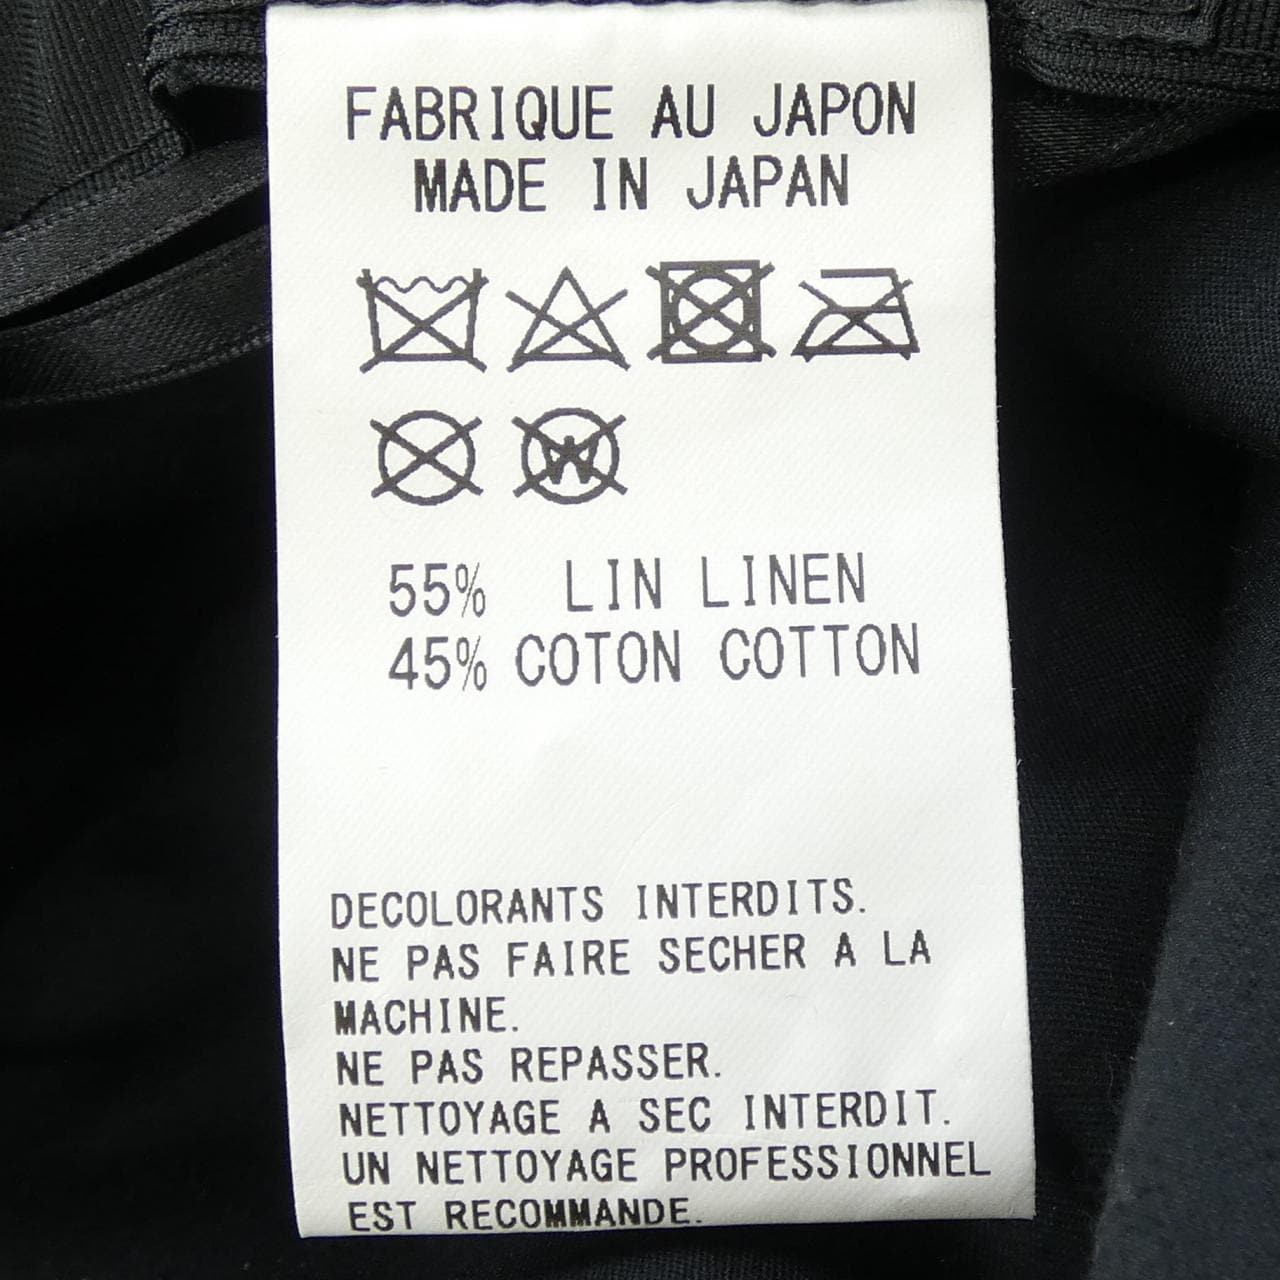 FABRIQUE AU JAPON
MADE IN JAPAN
W
55% LIN LINEN
45% COTON COTTON
DECOLORANTS INTERDITS.
NE PAS FAIRE SECHER A LA
MACHINE.
NE PAS REPASSER.
NETTOYAGE A SEC INTERDIT.
UN NETTOYAGE PROFESSIONNEL
EST RECOMMANDE.